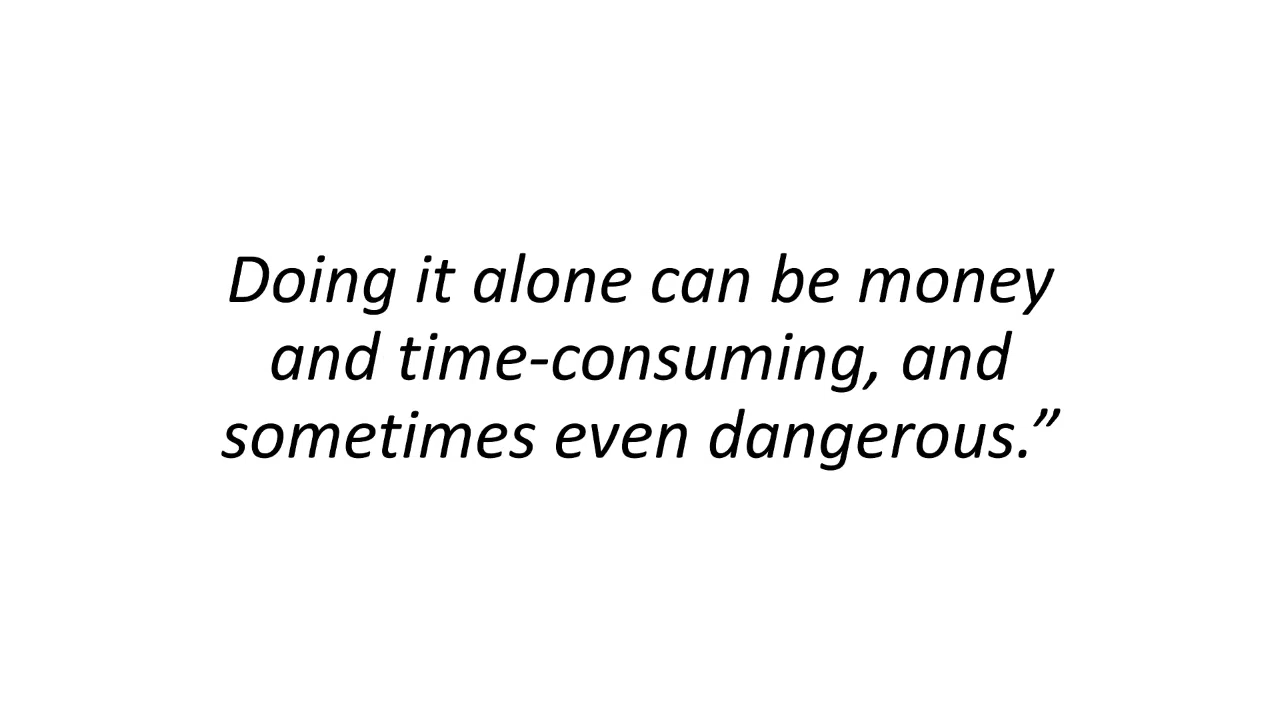 Doing it alone can be money
and time-consuming, and
sometimes even dangerous.”